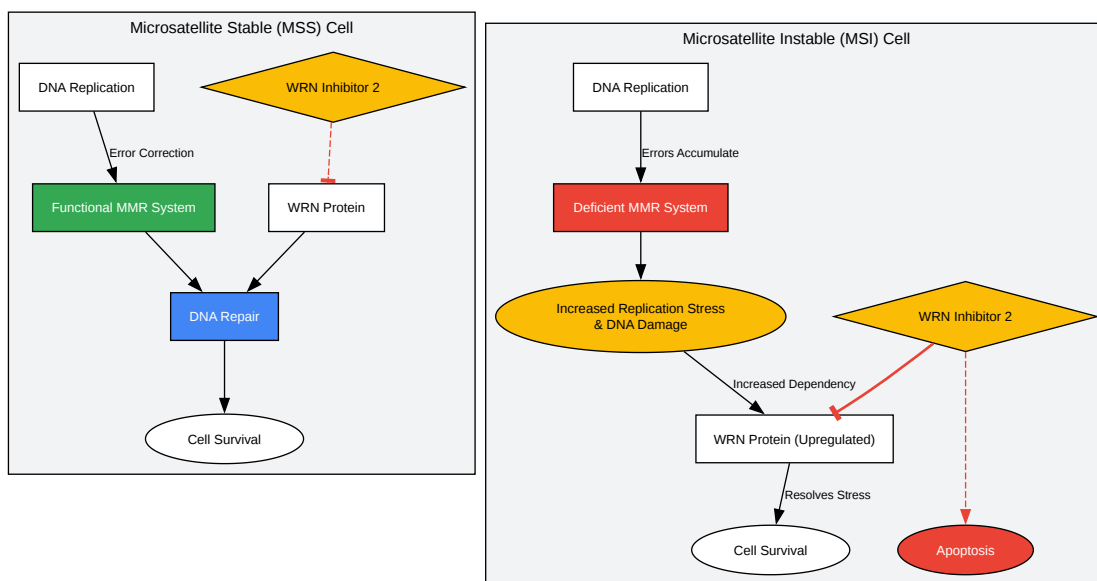 Microsatellite Stable (MSS) Cell
DNA Replication
WRN Inhibitor 2
Error Correction
Functional MMR System
WRN Protein
DNA Repair
Cell Survival
Microsatellite Instable (MSI) Cell
DNA Replication
Errors Accumulate
Deficient MMR System
Increased Replication Stress
& DNA Damage
WRN Inhibitor 2
Increased Dependency
WRN Protein (Upregulated)
Resolves Stress
Cell Survival
Apoptosis